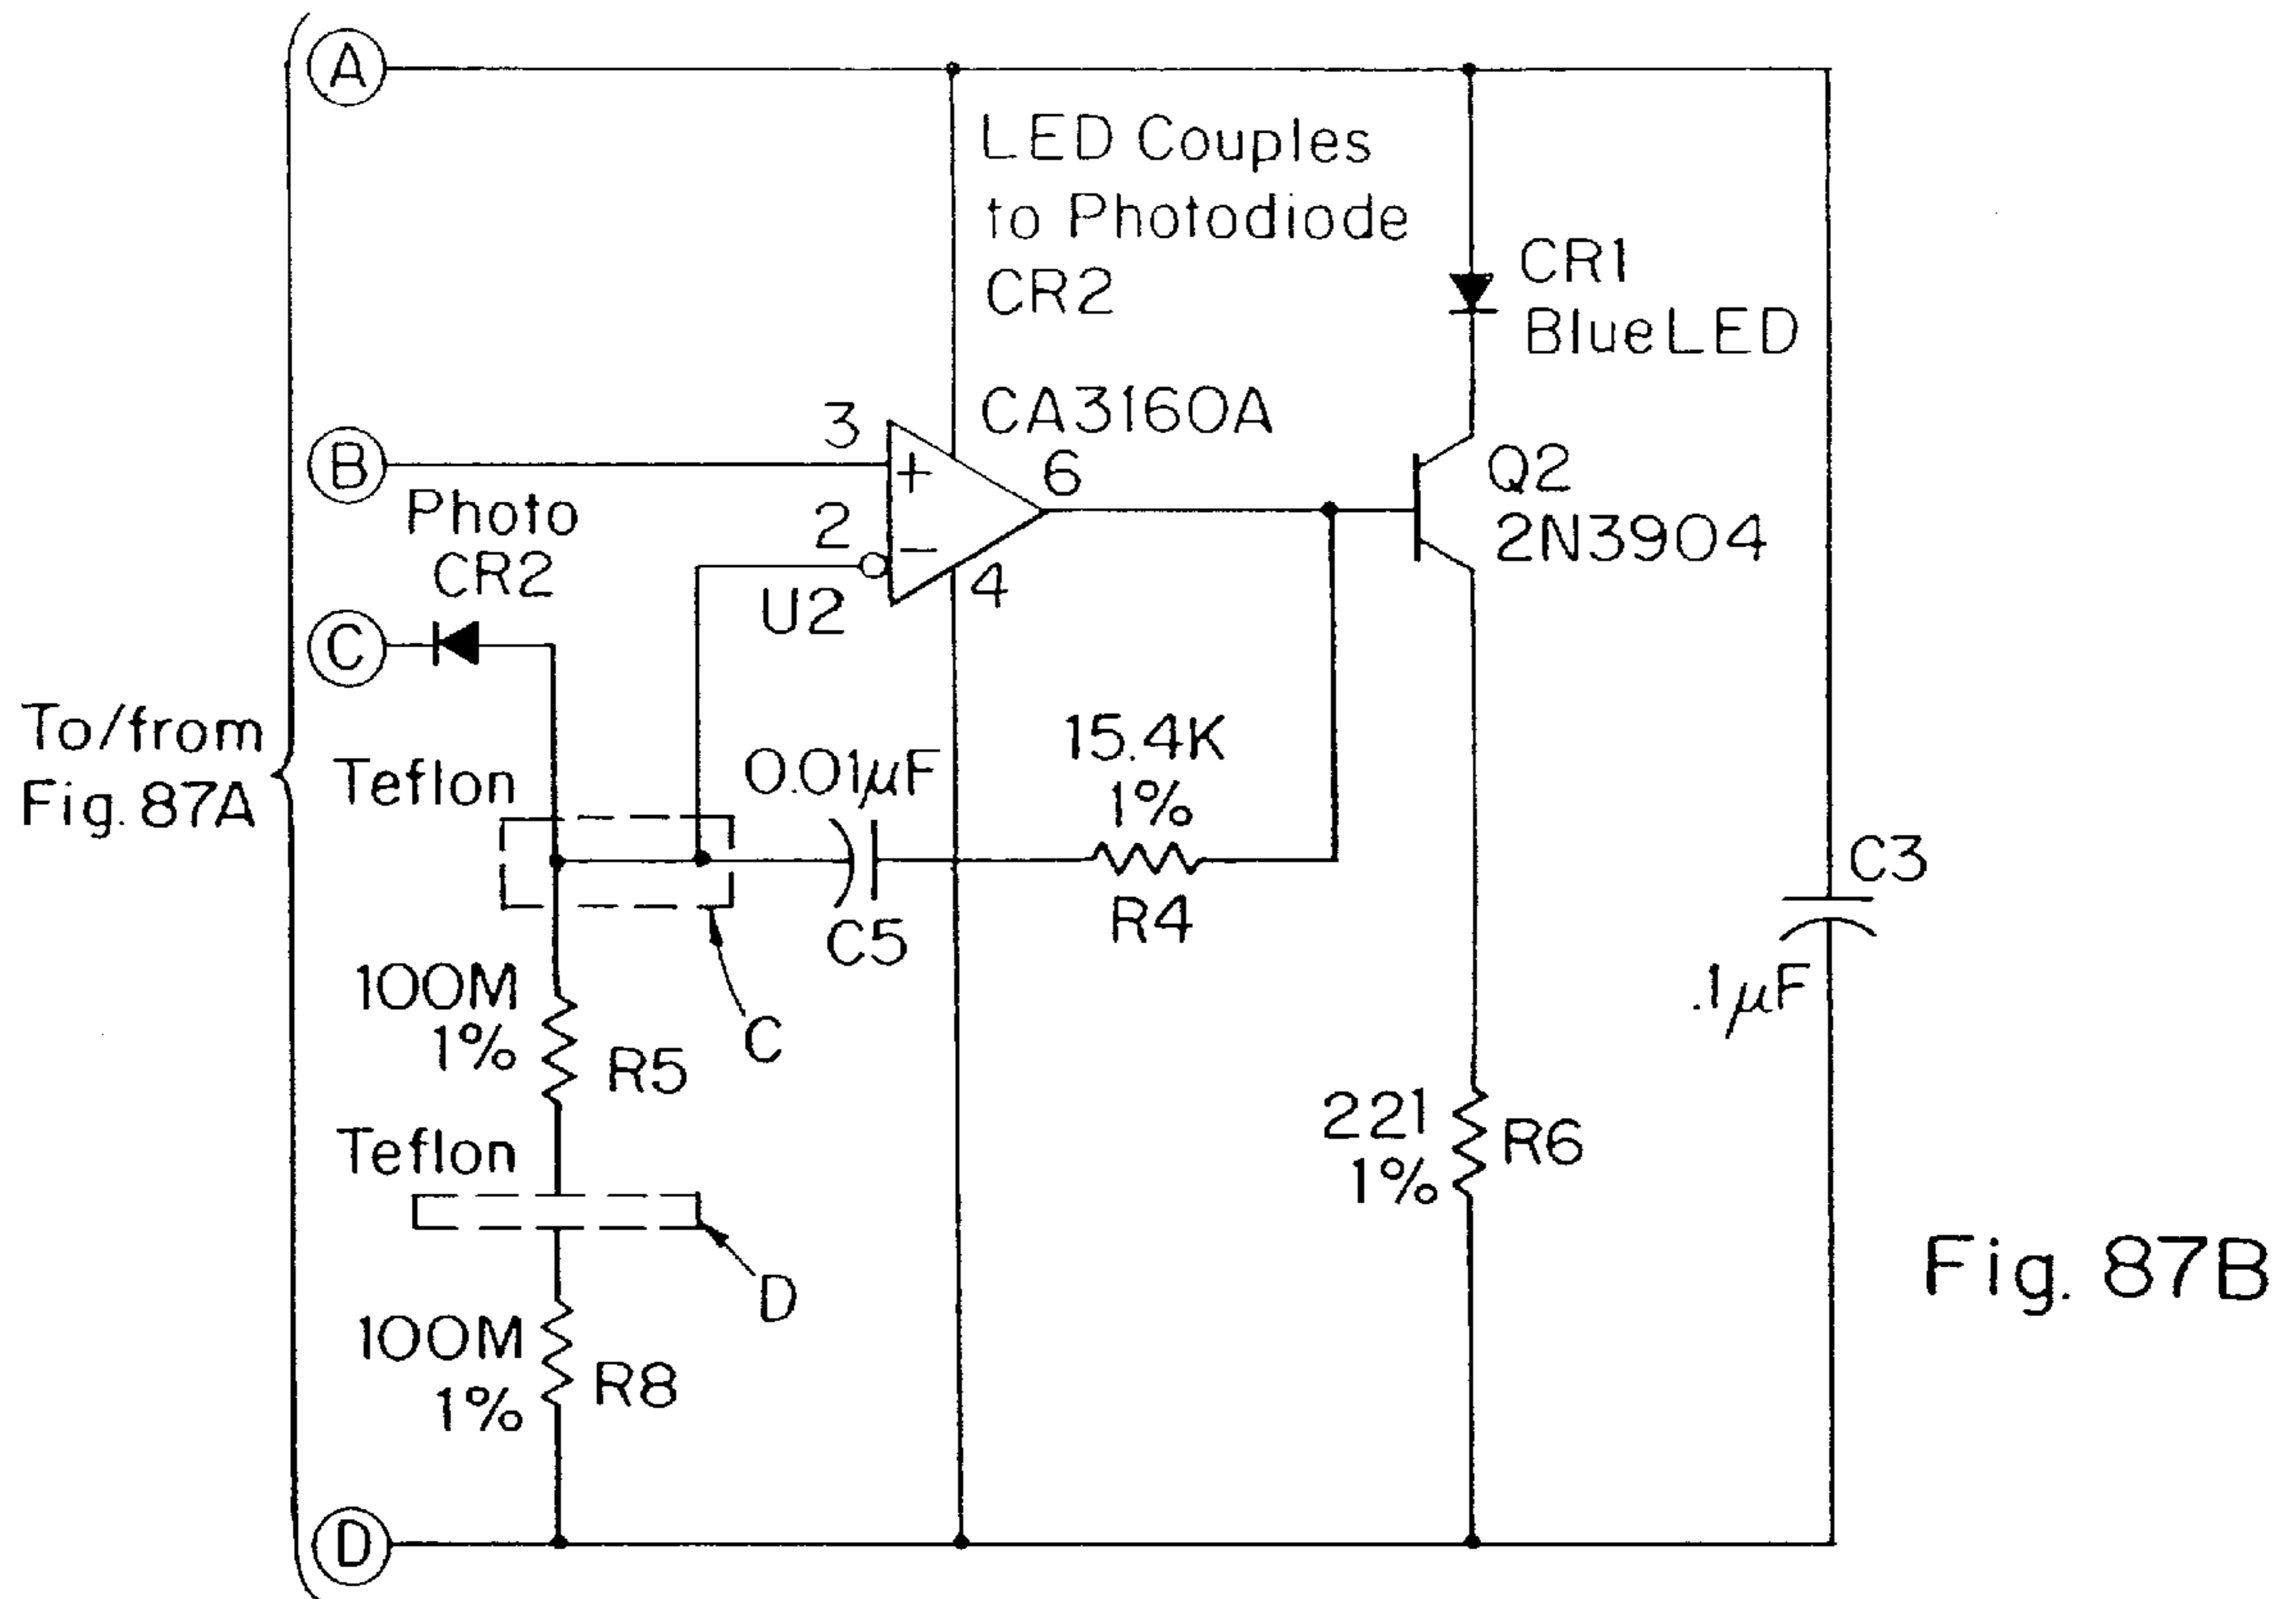 A
LED Couples
to Photodiode
CR2
CR1
Blue LED
CA3160A
3
+
6
B
Q2
2N3904
Photo
CR2
2
−
4
U2
C
To/from
Fig. 87A
Teflon
0.01µF
15.4K
1%
C5
R4
C3
.1µF
100M
1%
R5
C
221
1%
R6
Teflon
D
100M
1%
R8
Fig. 87B
D